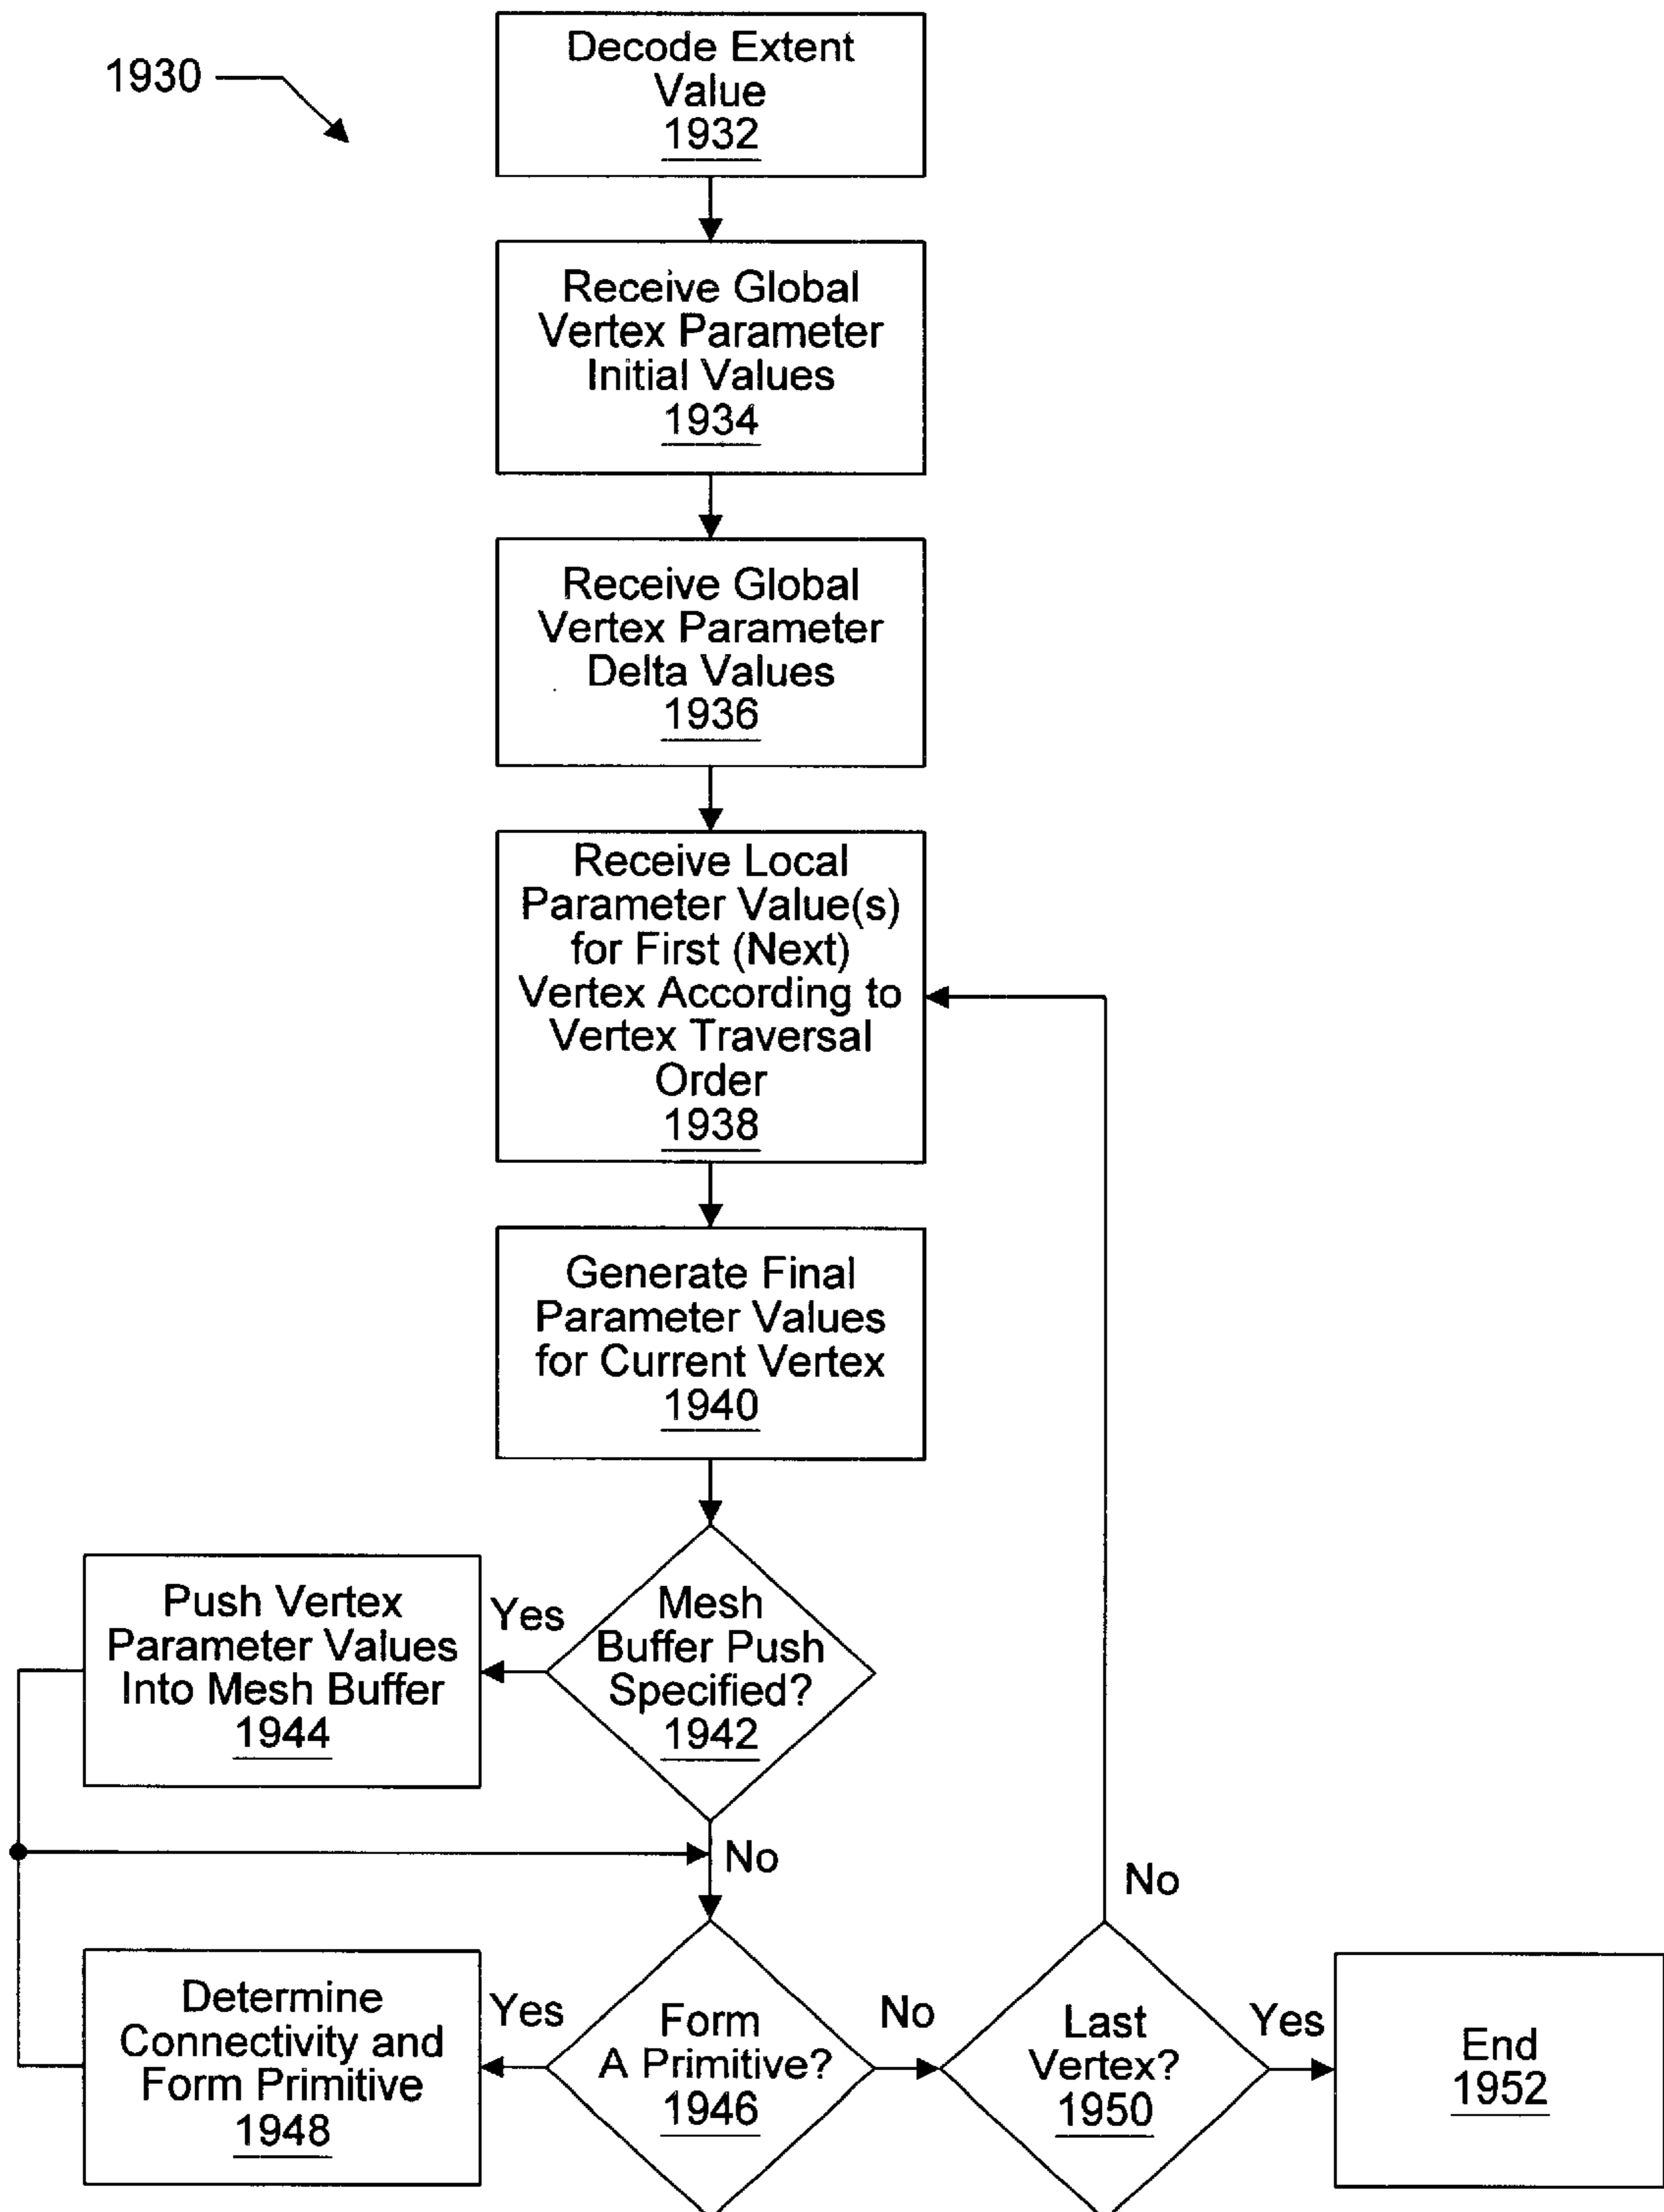 1930
Decode Extent
Value
1932
Receive Global
Vertex Parameter
Initial Values
1934
Receive Global
Vertex Parameter
Delta Values
1936
Receive Local
Parameter Value(s)
for First (Next)
Vertex According to
Vertex Traversal
Order
1938
Generate Final
Parameter Values
for Current Vertex
1940
Mesh
Buffer Push
Specified?
1942
Yes
Push Vertex
Parameter Values
Into Mesh Buffer
1944
No
Form
A Primitive?
1946
Yes
Determine
Connectivity and
Form Primitive
1948
No
Last
Vertex?
1950
No
Yes
End
1952